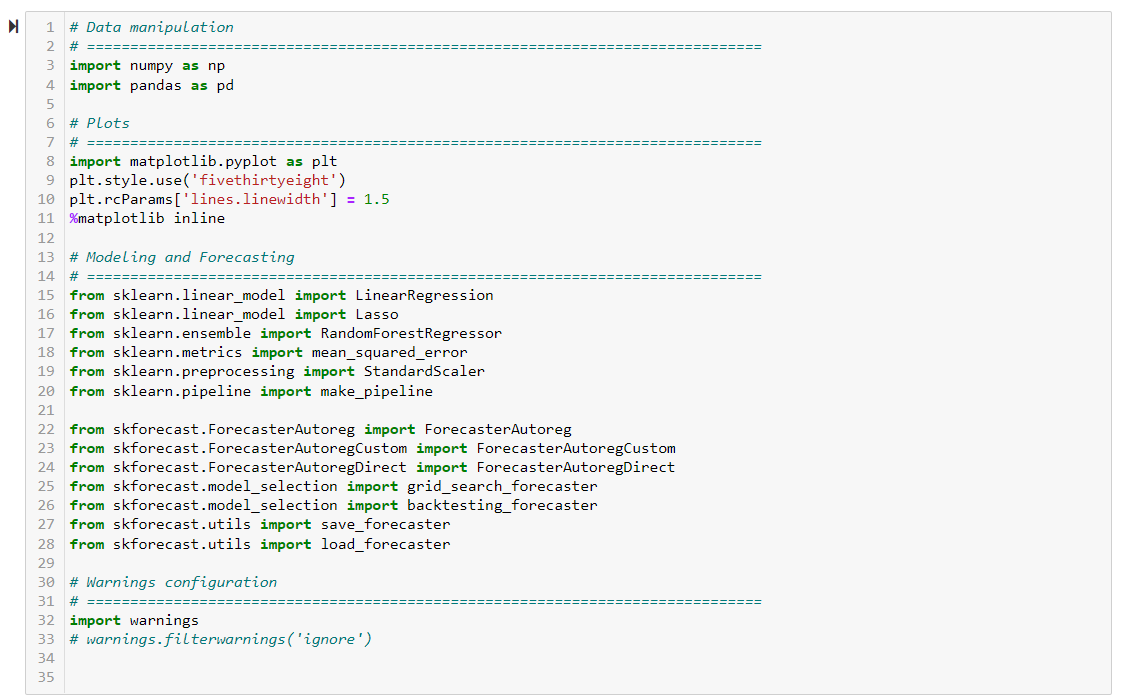 1 # Data manipulation
2 # ==============================================================================
3 import numpy as np
4 import pandas as pd
5
6 # Plots
7 # ==============================================================================
8 import matplotlib.pyplot as plt
9 plt.style.use('fivethirtyeight')
10 plt.rcParams['lines.linewidth'] = 1.5
11 %matplotlib inline
12
13 # Modeling and Forecasting
14 # ==============================================================================
15 from sklearn.linear_model import LinearRegression
16 from sklearn.linear_model import Lasso
17 from sklearn.ensemble import RandomForestRegressor
18 from sklearn.metrics import mean_squared_error
19 from sklearn.preprocessing import StandardScaler
20 from sklearn.pipeline import make_pipeline
21
22 from skforecast.ForecasterAutoreg import ForecasterAutoreg
23 from skforecast.ForecasterAutoregCustom import ForecasterAutoregCustom
24 from skforecast.ForecasterAutoregDirect import ForecasterAutoregDirect
25 from skforecast.model_selection import grid_search_forecaster
26 from skforecast.model_selection import backtesting_forecaster
27 from skforecast.utils import save_forecaster
28 from skforecast.utils import load_forecaster
29
30 # Warnings configuration
31 # ==============================================================================
32 import warnings
33 # warnings.filterwarnings('ignore')
34
35